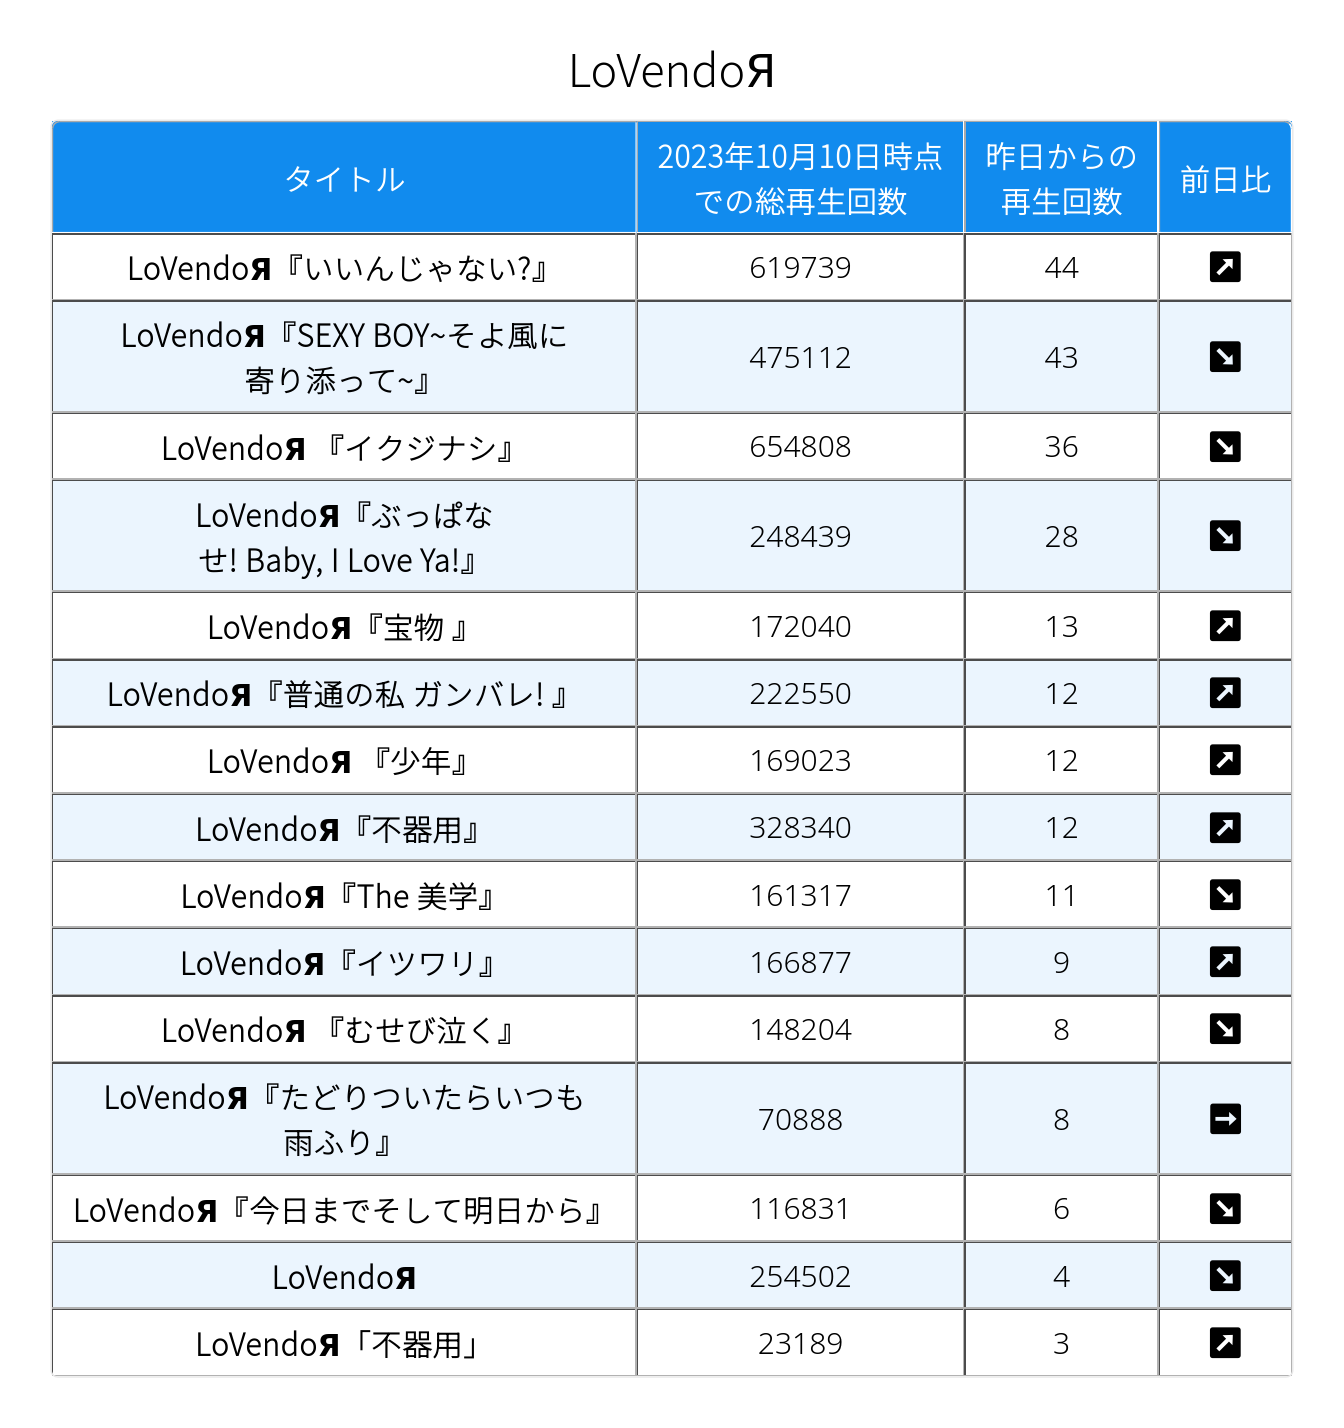 LoVendoЯ
タイトル
2023年10月10日時点
での総再生回数
昨日からの
再生回数
前日比
LoVendoЯ『いいんじゃない?』 619739 44 ↗
LoVendoЯ『SEXY BOY~そよ風に
寄り添って~』 475112 43 ↘
LoVendoЯ 『イクジナシ』 654808 36 ↘
LoVendoЯ『ぶっぱな
せ! Baby, I Love Ya!』 248439 28 ↘
LoVendoЯ『宝物 』 172040 13 ↗
LoVendoЯ『普通の私 ガンバレ! 』 222550 12 ↗
LoVendoЯ 『少年』 169023 12 ↗
LoVendoЯ『不器用』 328340 12 ↗
LoVendoЯ『The 美学』 161317 11 ↘
LoVendoЯ『イツワリ』 166877 9 ↗
LoVendoЯ 『むせび泣く』 148204 8 ↘
LoVendoЯ『たどりついたらいつも
雨ふり』 70888 8 →
LoVendoЯ『今日までそして明日から』 116831 6 ↘
LoVendoЯ 254502 4 ↘
LoVendoЯ「不器用」 23189 3 ↗